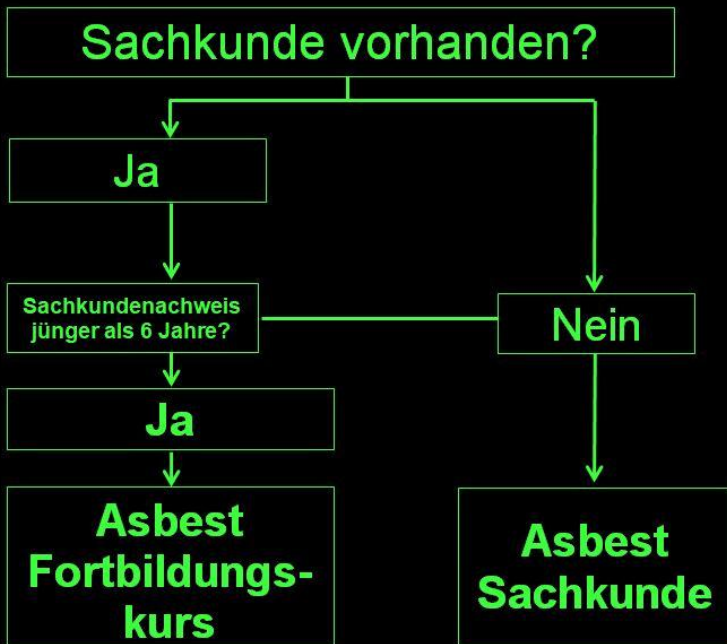 Sachkunde vorhanden?
Ja
Sachkundenachweis
jünger als 6 Jahre?
Nein
Ja
Asbest
Fortbildungs-
kurs
Asbest
Sachkunde